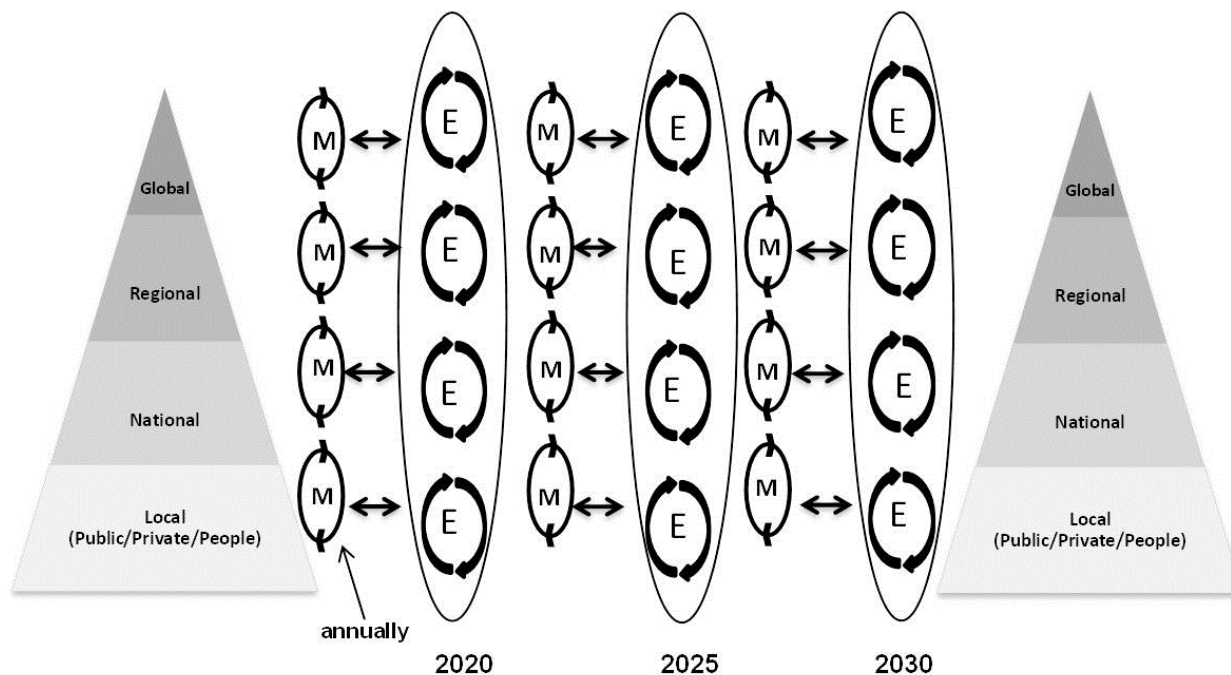 Global
Regional
National
Local
(Public/Private/People)
M
E
M
E
M
E
M
E
M
E
M
E
M
E
M
E
M
E
M
E
M
E
M
E
annually
2020
2025
2030
Global
Regional
National
Local
(Public/Private/People)